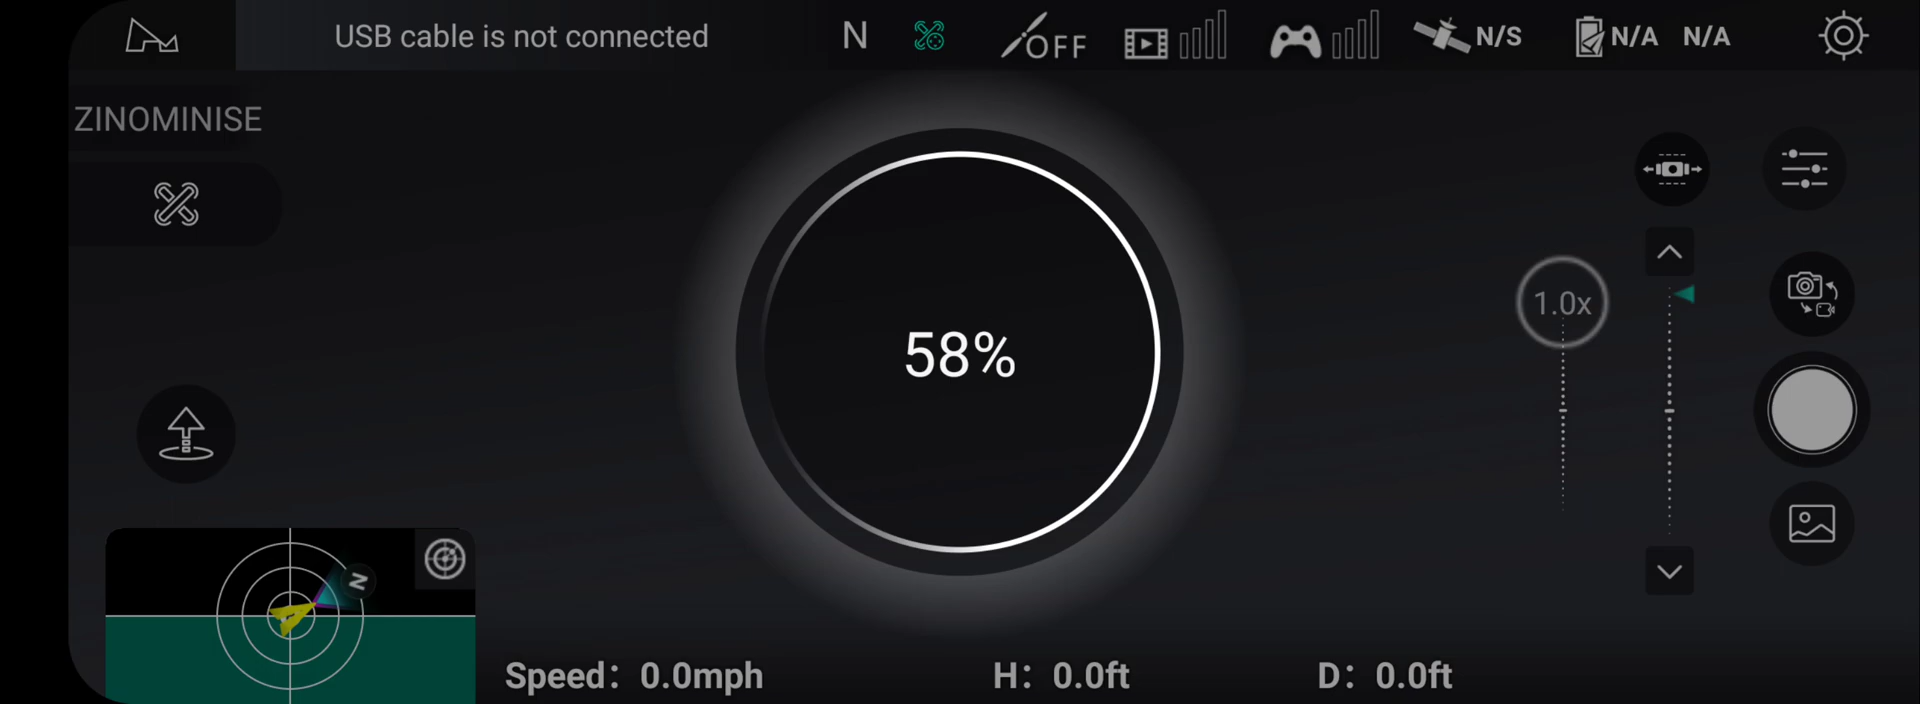 USB cable is not connected N OFF N/S N/A N/A
ZINOMINISE
1.0x
58%
N
Speed: 0.0mph H: 0.0ft D: 0.0ft